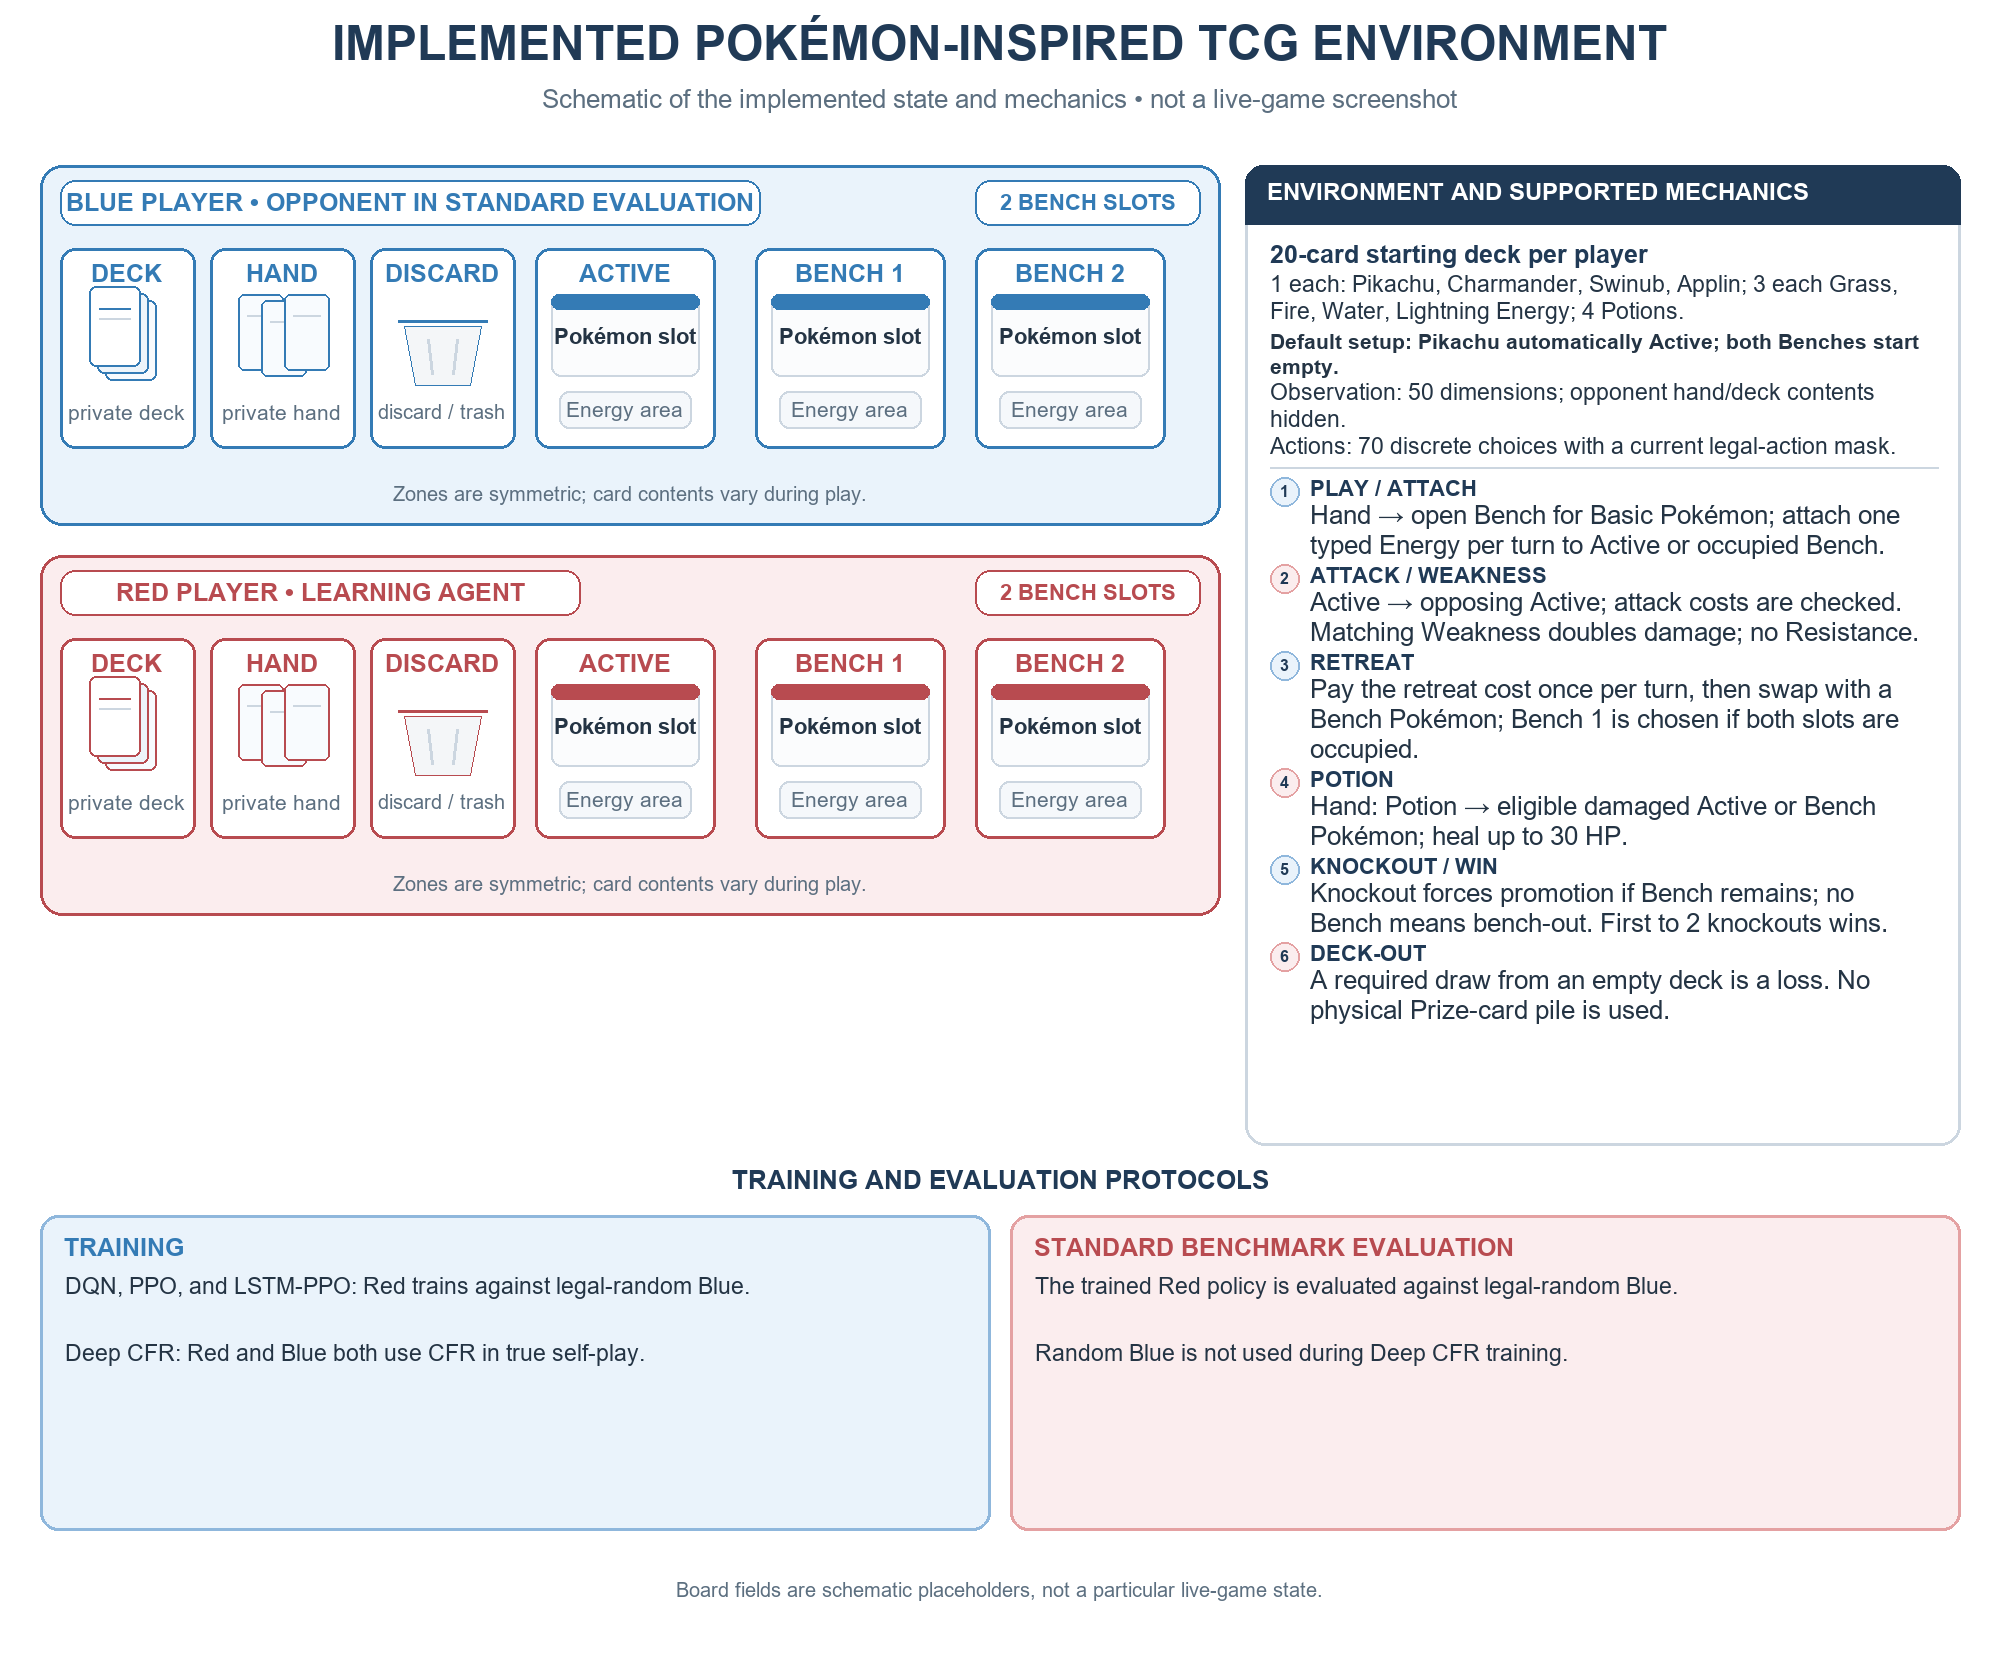 IMPLEMENTED POKÉMON-INSPIRED TCG ENVIRONMENT
Schematic of the implemented state and mechanics • not a live-game screenshot
BLUE PLAYER • OPPONENT IN STANDARD EVALUATION
2 BENCH SLOTS
DECK
private deck
HAND
private hand
DISCARD
discard / trash
ACTIVE
Pokémon slot
Energy area
BENCH 1
Pokémon slot
Energy area
BENCH 2
Pokémon slot
Energy area
Zones are symmetric; card contents vary during play.
RED PLAYER • LEARNING AGENT
2 BENCH SLOTS
DECK
private deck
HAND
private hand
DISCARD
discard / trash
ACTIVE
Pokémon slot
Energy area
BENCH 1
Pokémon slot
Energy area
BENCH 2
Pokémon slot
Energy area
Zones are symmetric; card contents vary during play.
ENVIRONMENT AND SUPPORTED MECHANICS
20-card starting deck per player
1 each: Pikachu, Charmander, Swinub, Applin; 3 each Grass,
Fire, Water, Lightning Energy; 4 Potions.
Default setup: Pikachu automatically Active; both Benches start
empty.
Observation: 50 dimensions; opponent hand/deck contents
hidden.
Actions: 70 discrete choices with a current legal-action mask.
1 PLAY / ATTACH
Hand → open Bench for Basic Pokémon; attach one
typed Energy per turn to Active or occupied Bench.
2 ATTACK / WEAKNESS
Active → opposing Active; attack costs are checked.
Matching Weakness doubles damage; no Resistance.
3 RETREAT
Pay the retreat cost once per turn, then swap with a
Bench Pokémon; Bench 1 is chosen if both slots are
occupied.
4 POTION
Hand: Potion → eligible damaged Active or Bench
Pokémon; heal up to 30 HP.
5 KNOCKOUT / WIN
Knockout forces promotion if Bench remains; no
Bench means bench-out. First to 2 knockouts wins.
6 DECK-OUT
A required draw from an empty deck is a loss. No
physical Prize-card pile is used.
TRAINING AND EVALUATION PROTOCOLS
TRAINING
DQN, PPO, and LSTM-PPO: Red trains against legal-random Blue.
Deep CFR: Red and Blue both use CFR in true self-play.
STANDARD BENCHMARK EVALUATION
The trained Red policy is evaluated against legal-random Blue.
Random Blue is not used during Deep CFR training.
Board fields are schematic placeholders, not a particular live-game state.